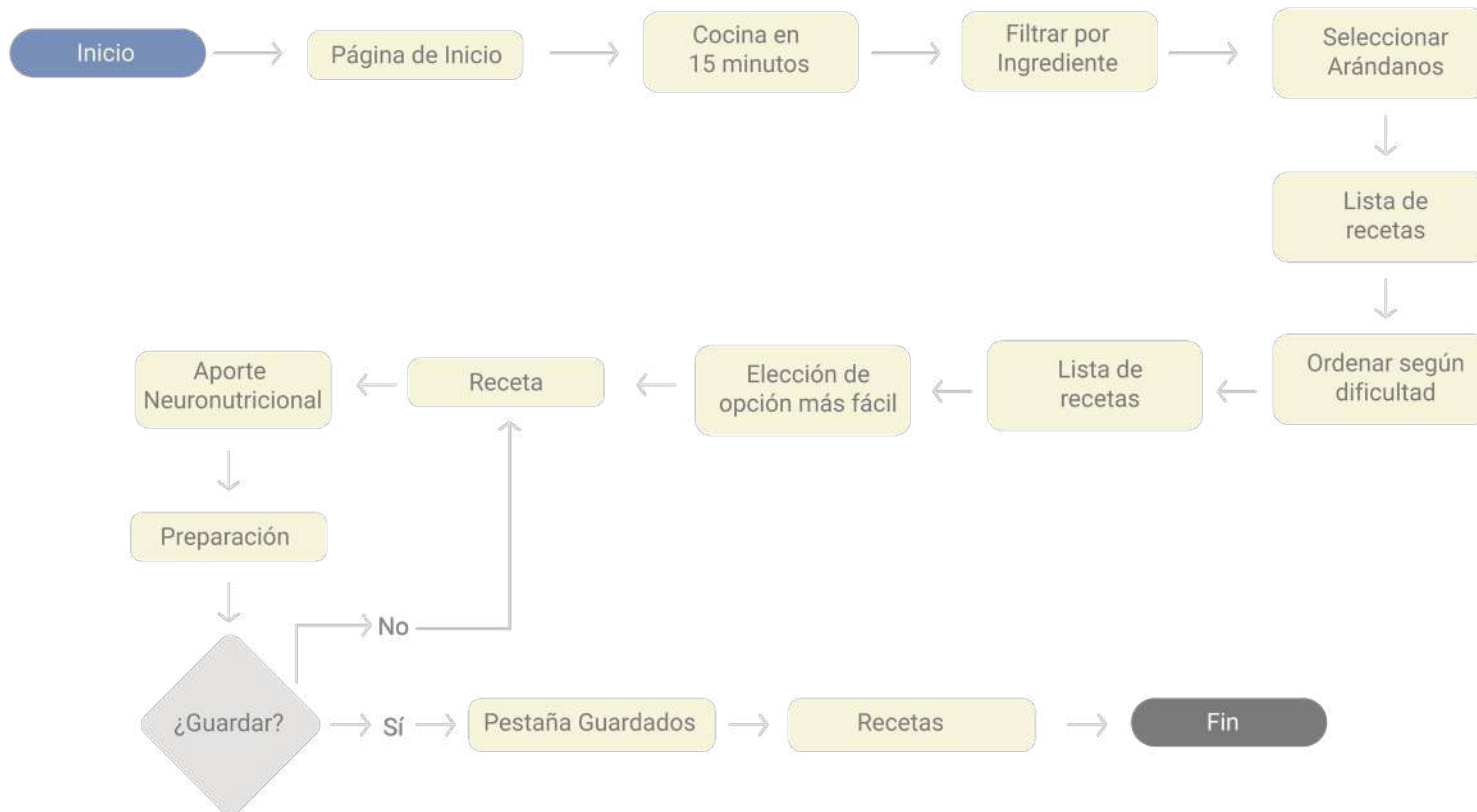 Inicio
Página de Inicio
Cocina en
15 minutos
Filtrar por
Ingrediente
Seleccionar
Arándanos
Lista de
recetas
Ordenar según
dificultad
Lista de
recetas
Elección de
opción más fácil
Receta
Aporte
Neuronutricional
Preparación
¿Guardar?
No
Sí
Pestaña Guardados
Recetas
Fin